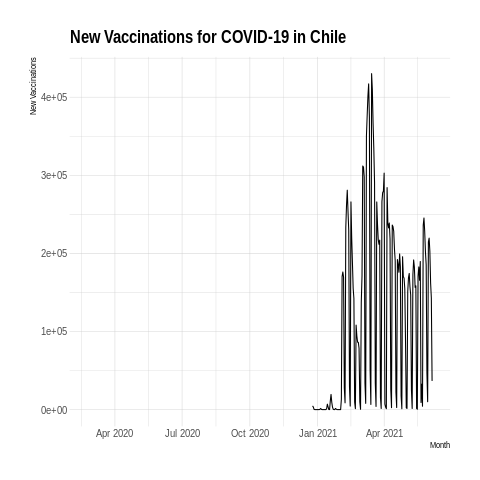 New Vaccinations for COVID-19 in Chile
New Vaccinations
4e+05
3e+05
2e+05
1e+05
0e+00
Apr 2020 Jul 2020 Oct 2020 Jan 2021 Apr 2021
Month